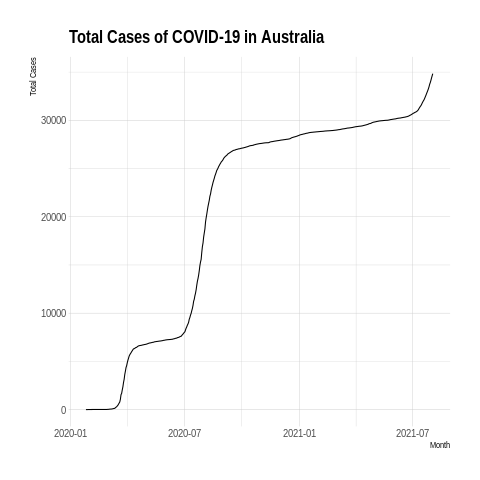 Total Cases of COVID-19 in Australia
Total Cases
30000
20000
10000
0
2020-01
2020-07
2021-01
2021-07
Month